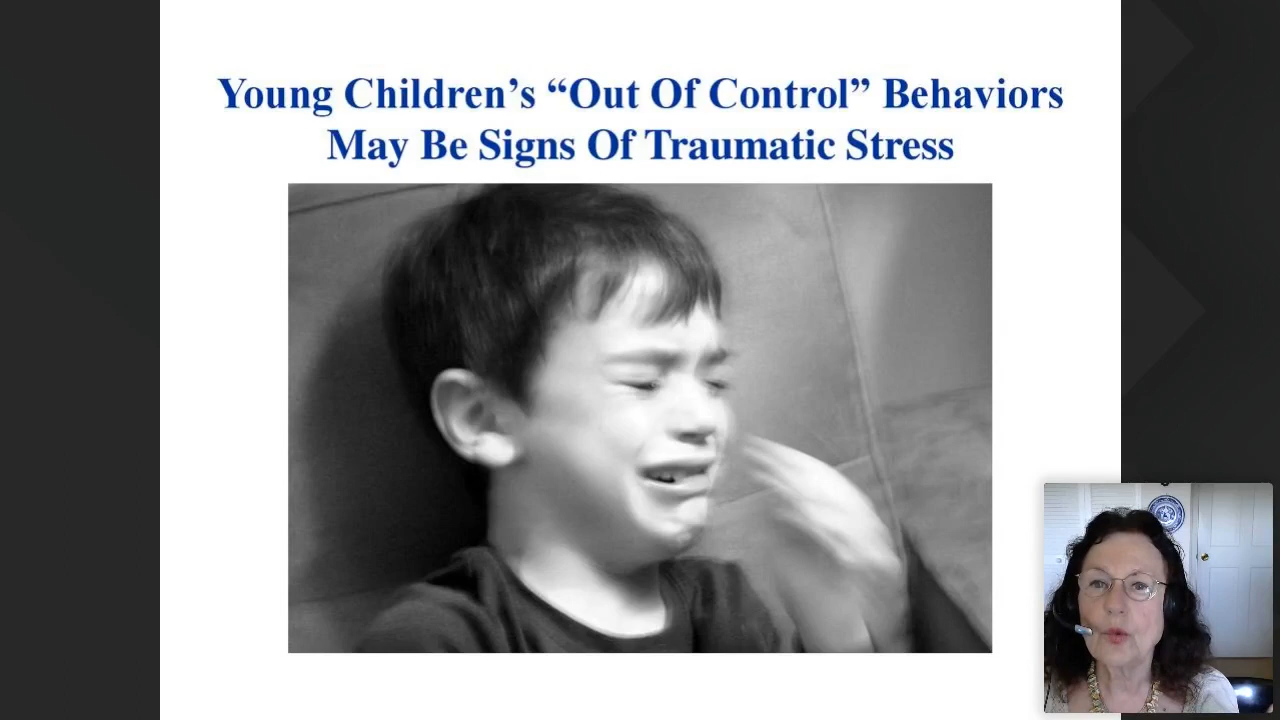 Young Children’s “Out Of Control” Behaviors
May Be Signs Of Traumatic Stress